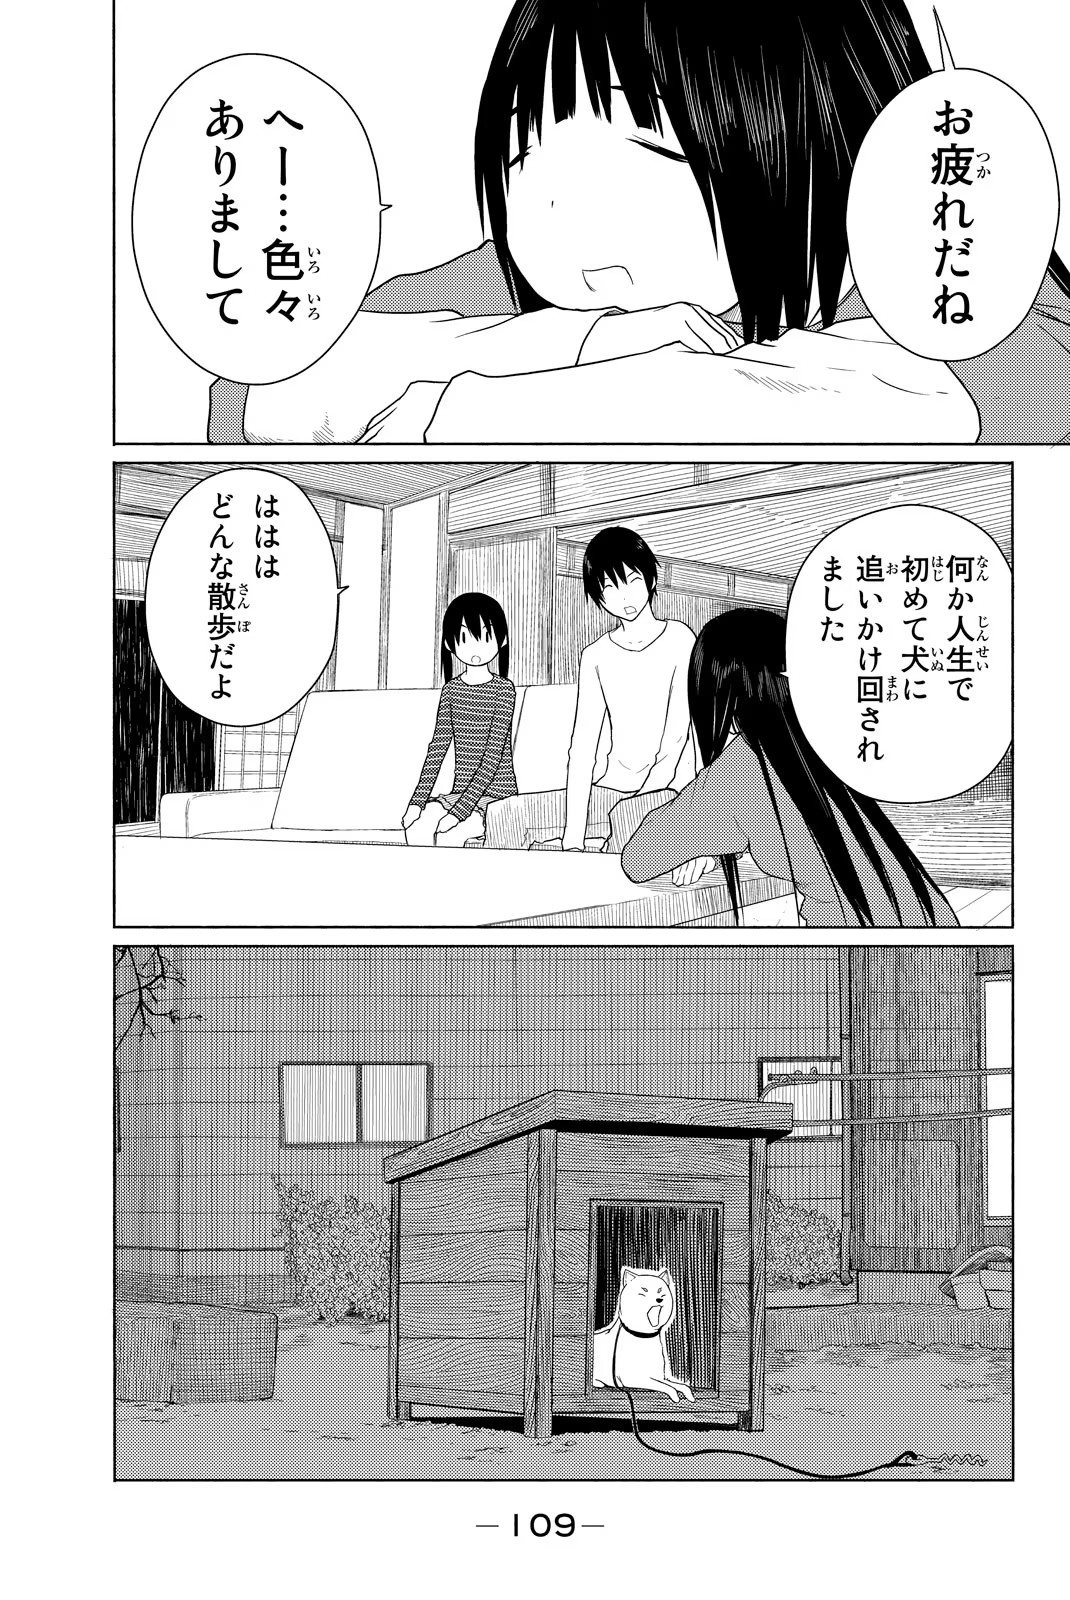 お疲れだね
へー…色々
ありまして
何か人生で
初めて犬に
追いかけ回され
ました
ははは
どんな散歩だよ
—109—